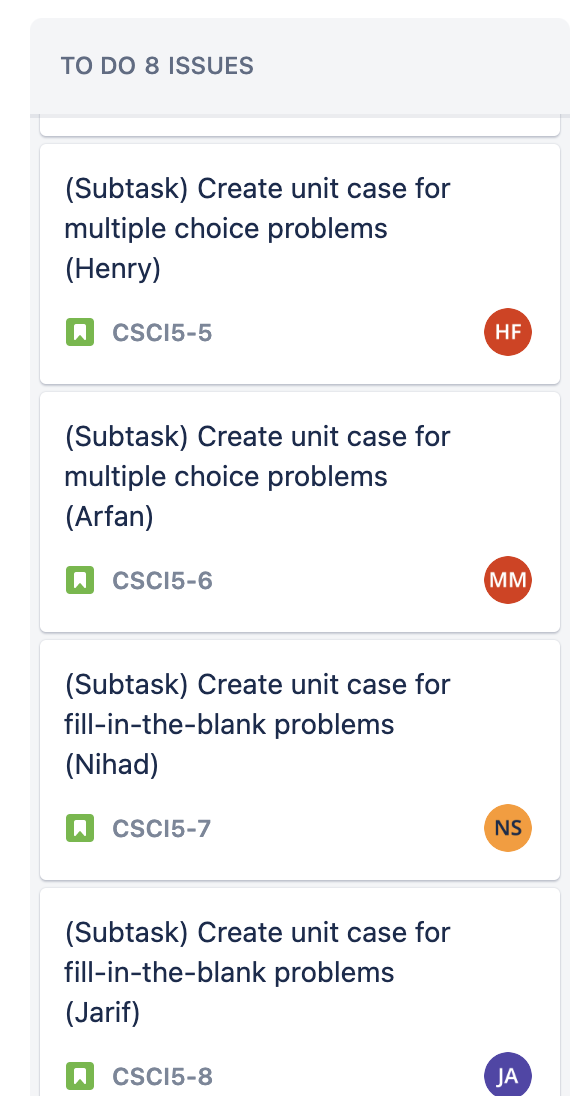 TO DO 8 ISSUES
(Subtask) Create unit case for
multiple choice problems
(Henry)
CSCI5-5
HF
(Subtask) Create unit case for
multiple choice problems
(Arfan)
CSCI5-6
MM
(Subtask) Create unit case for
fill-in-the-blank problems
(Nihad)
CSCI5-7
NS
(Subtask) Create unit case for
fill-in-the-blank problems
(Jarif)
CSCI5-8
JA